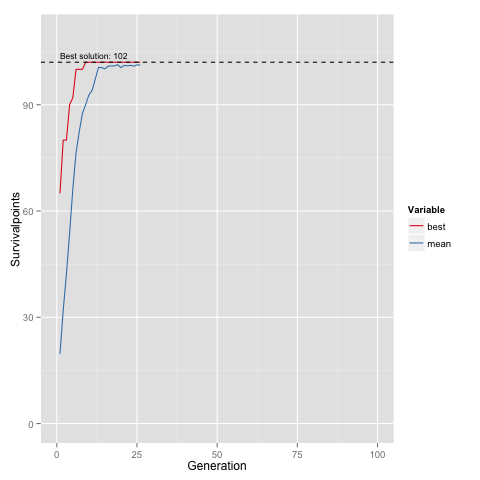 Best solution: 102
90
60
30
0
Survivalpoints
0 25 50 75 100
Generation
Variable
best
mean